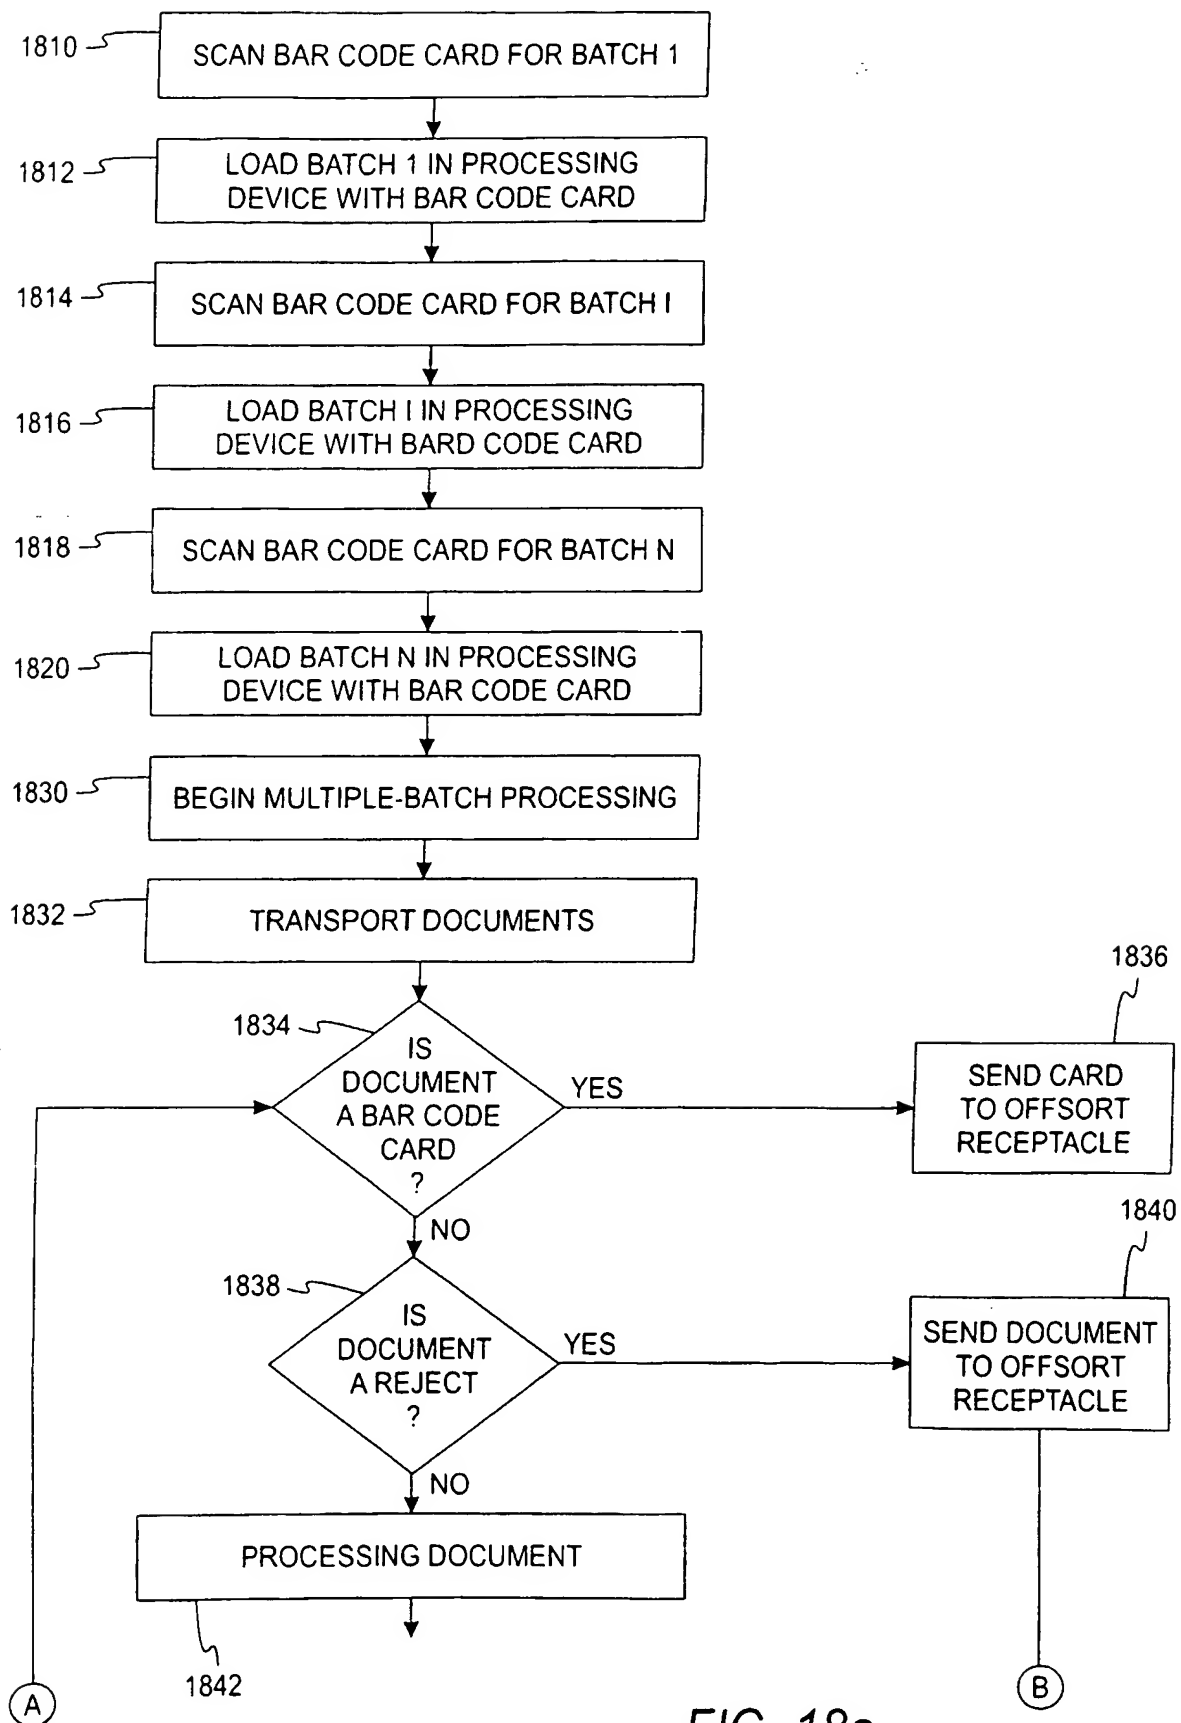 1810
SCAN BAR CODE CARD FOR BATCH 1
1812
LOAD BATCH 1 IN PROCESSING
DEVICE WITH BAR CODE CARD
1814
SCAN BAR CODE CARD FOR BATCH I
1816
LOAD BATCH I IN PROCESSING
DEVICE WITH BARD CODE CARD
1818
SCAN BAR CODE CARD FOR BATCH N
1820
LOAD BATCH N IN PROCESSING
DEVICE WITH BAR CODE CARD
1830
BEGIN MULTIPLE-BATCH PROCESSING
1832
TRANSPORT DOCUMENTS
1834
IS
DOCUMENT
A BAR CODE
CARD
?
YES
1836
SEND CARD
TO OFFSORT
RECEPTACLE
NO
1838
IS
DOCUMENT
A REJECT
?
YES
1840
SEND DOCUMENT
TO OFFSORT
RECEPTACLE
NO
PROCESSING DOCUMENT
1842
A
B
FIG. 18a